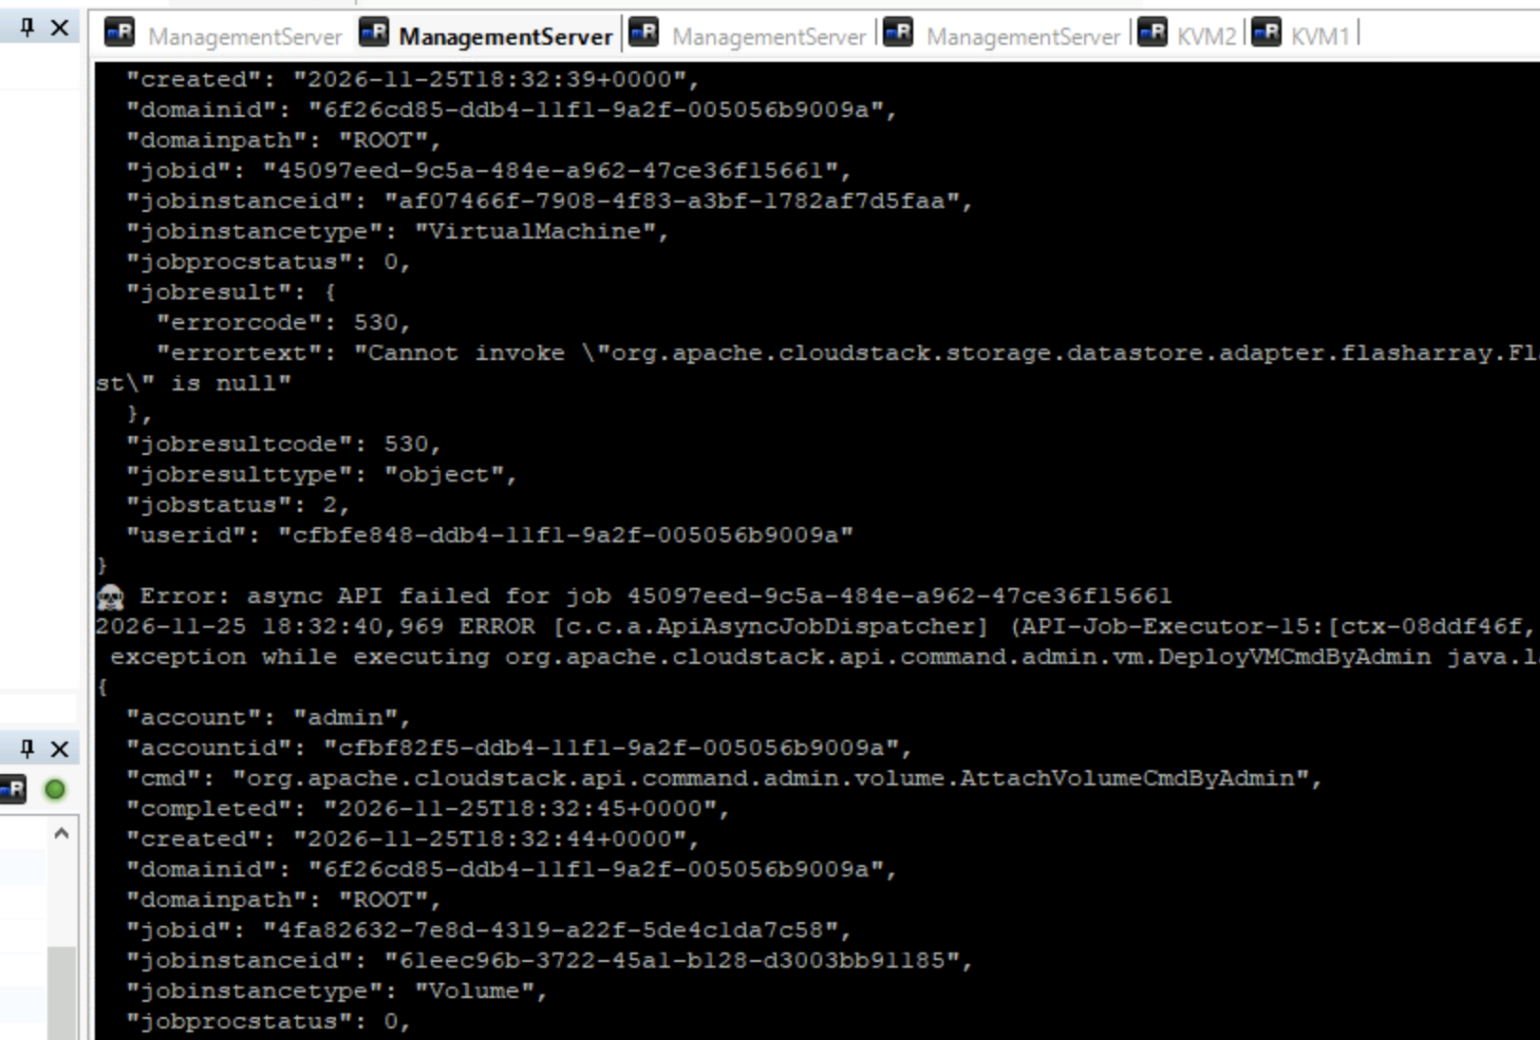 ManagementServer ManagementServer ManagementServer ManagementServer KVM2 KVM1
"created": "2026-11-25T18:32:39+0000",
"domainid": "6f26cd85-ddb4-11f1-9a2f-005056b9009a",
"domainpath": "ROOT",
"jobid": "45097eed-9c5a-484e-a962-47ce36f15661",
"jobinstanceid": "af07466f-7908-4f83-a3bf-1782af7d5faa",
"jobinstancetype": "VirtualMachine",
"jobprocstatus": 0,
"jobresult": {
"errorcode": 530,
"errortext": "Cannot invoke \"org.apache.cloudstack.storage.datastore.adapter.flasharray.Fl
st\" is null"
},
"jobresultcode": 530,
"jobresulttype": "object",
"jobstatus": 2,
"userid": "cfbfe848-ddb4-11f1-9a2f-005056b9009a"
}
Error: async API failed for job 45097eed-9c5a-484e-a962-47ce36f15661
2026-11-25 18:32:40,969 ERROR [c.c.a.ApiAsyncJobDispatcher] (API-Job-Executor-15:[ctx-08ddf46f,
exception while executing org.apache.cloudstack.api.command.admin.vm.DeployVMCmdByAdmin java.l
{
"account": "admin",
"accountid": "cfbf82f5-ddb4-11f1-9a2f-005056b9009a",
"cmd": "org.apache.cloudstack.api.command.admin.volume.AttachVolumeCmdByAdmin",
"completed": "2026-11-25T18:32:45+0000",
"created": "2026-11-25T18:32:44+0000",
"domainid": "6f26cd85-ddb4-11f1-9a2f-005056b9009a",
"domainpath": "ROOT",
"jobid": "4fa82632-7e8d-4319-a22f-5de4c1da7c58",
"jobinstanceid": "61eec96b-3722-45a1-b128-d3003bb91185",
"jobinstancetype": "Volume",
"jobprocstatus": 0,